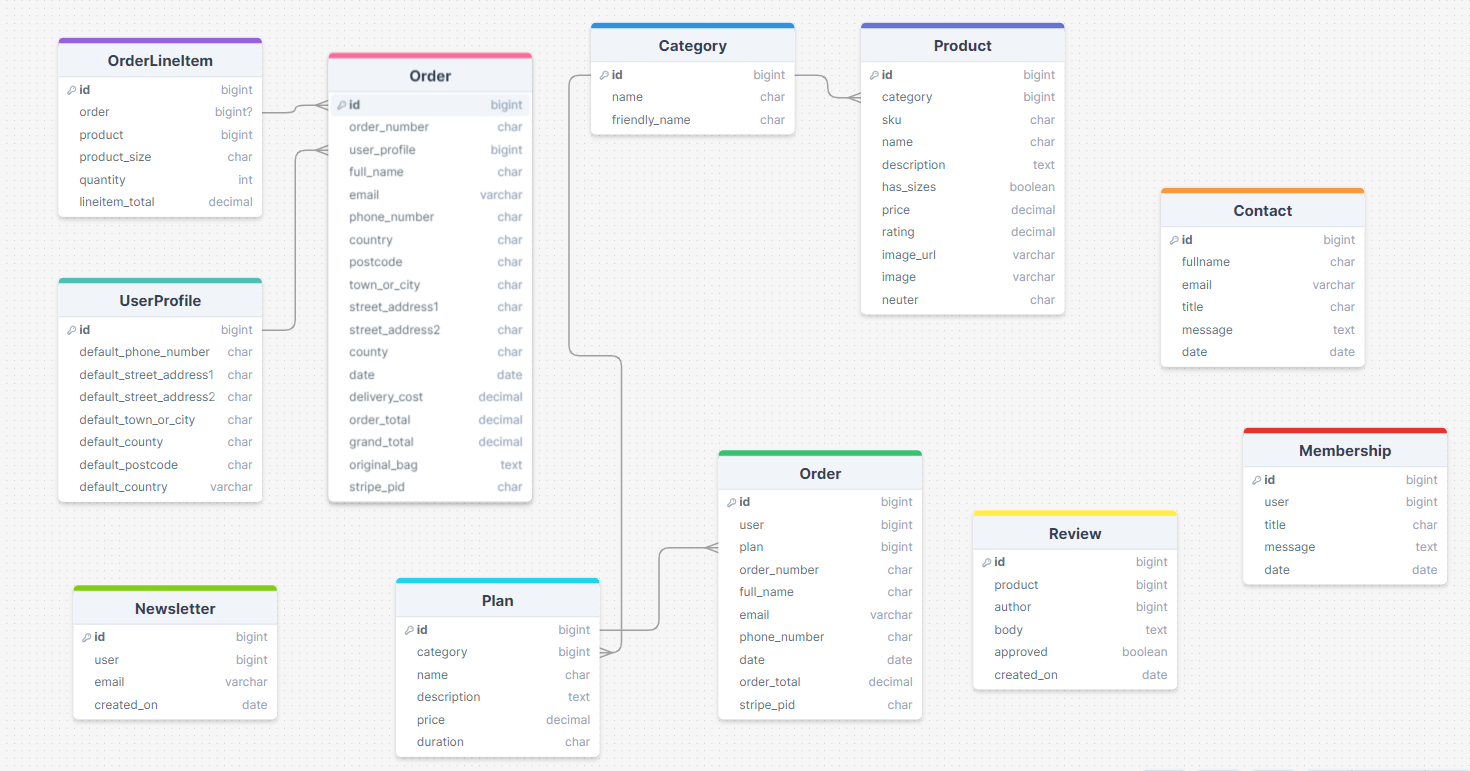 OrderLineItem
id bigint
order bigint?
product bigint
product_size char
quantity int
lineitem_total decimal
Order
id bigint
order_number char
user_profile bigint
full_name char
email varchar
phone_number char
country char
postcode char
town_or_city char
street_address1 char
street_address2 char
county char
date date
delivery_cost decimal
order_total decimal
grand_total decimal
original_bag text
stripe_pid char
Category
id bigint
name char
friendly_name char
Product
id bigint
category bigint
sku char
name char
description text
has_sizes boolean
price decimal
rating decimal
image_url varchar
image varchar
neuter char
Contact
id bigint
fullname char
email varchar
title char
message text
date date
UserProfile
id bigint
default_phone_number char
default_street_address1 char
default_street_address2 char
default_town_or_city char
default_county char
default_postcode char
default_country varchar
Newsletter
id bigint
user bigint
email varchar
created_on date
Plan
id bigint
category bigint
name char
description text
price decimal
duration char
Order
id bigint
user bigint
plan bigint
order_number char
full_name char
email varchar
phone_number char
date date
order_total decimal
stripe_pid char
Review
id bigint
product bigint
author bigint
body text
approved boolean
created_on date
Membership
id bigint
user bigint
title char
message text
date date